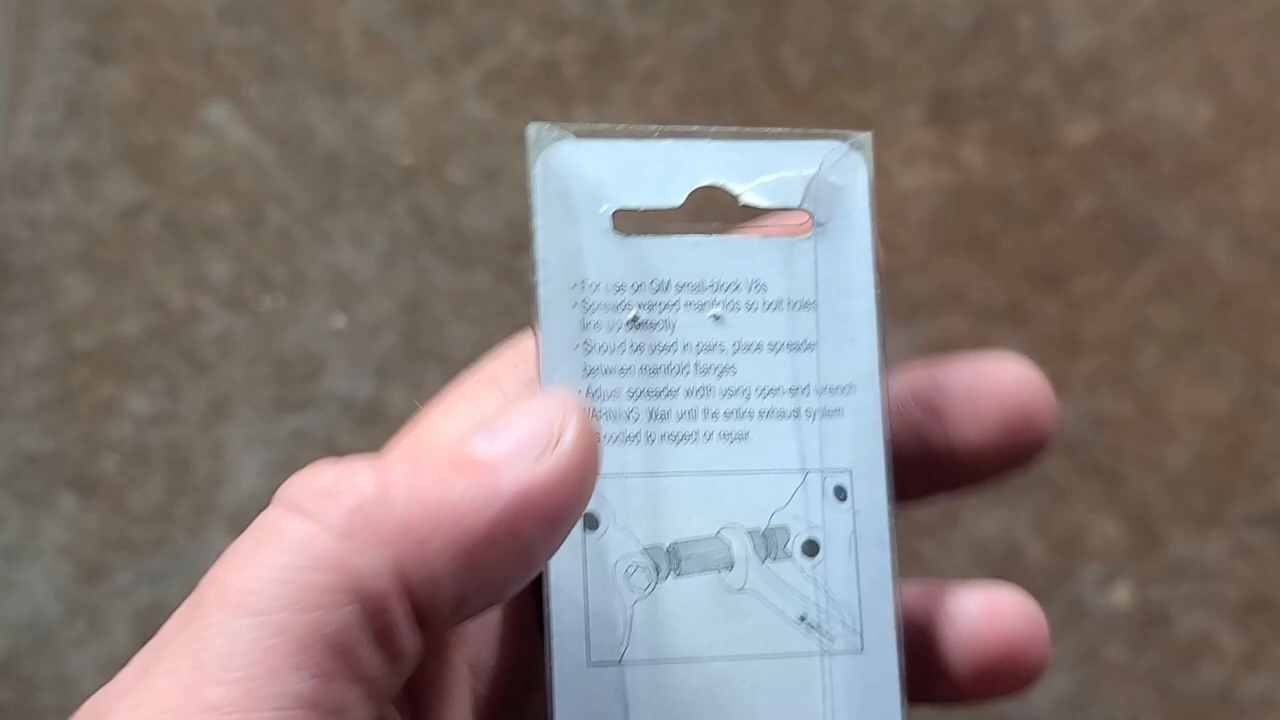 - For use on GM small-block V8s
- Spreads warped manifolds so bolt holes
line up correctly
- Should be used in pairs, place spreader
between manifold flanges
- Adjust spreader width using open-end wrench
WARNING: Wait until the entire exhaust system
cooled to inspect or repair.